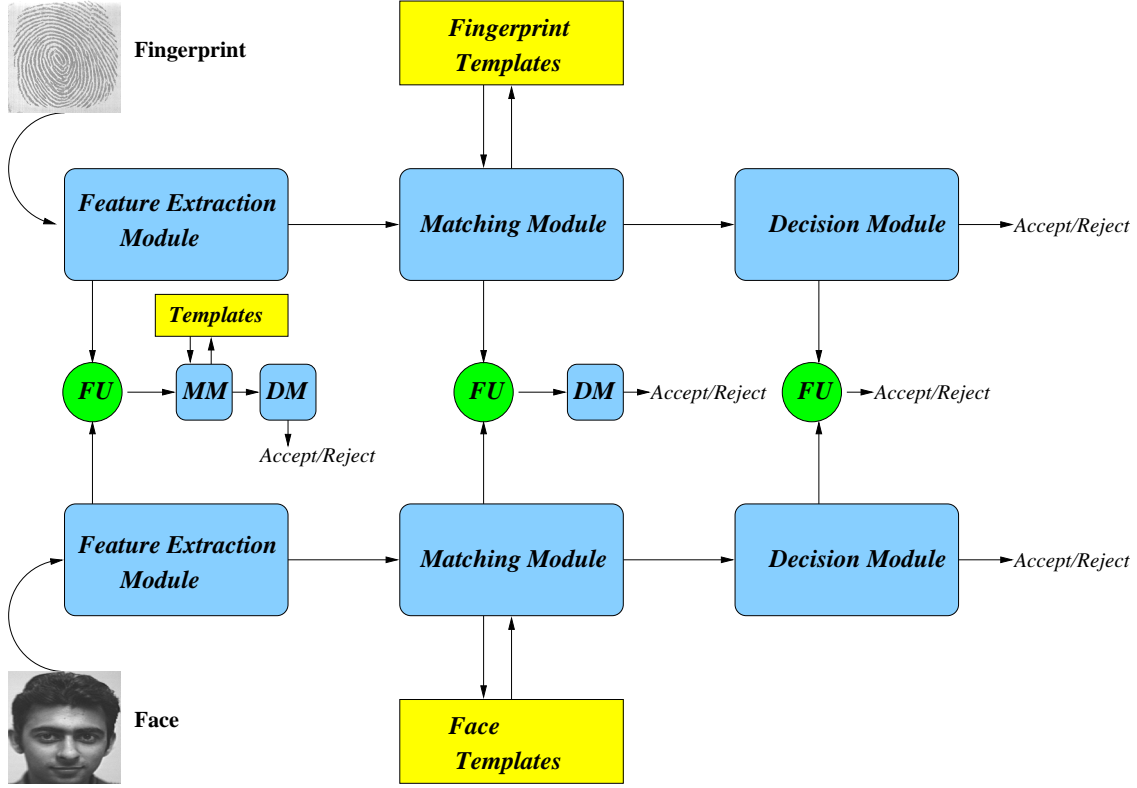 Fingerprint
Fingerprint
Templates
Feature Extraction
Module
Matching Module
Decision Module
Accept/Reject
Templates
FU
MM
DM
Accept/Reject
FU
DM
Accept/Reject
FU
Accept/Reject
Feature Extraction
Module
Matching Module
Decision Module
Accept/Reject
Face
Face
Templates